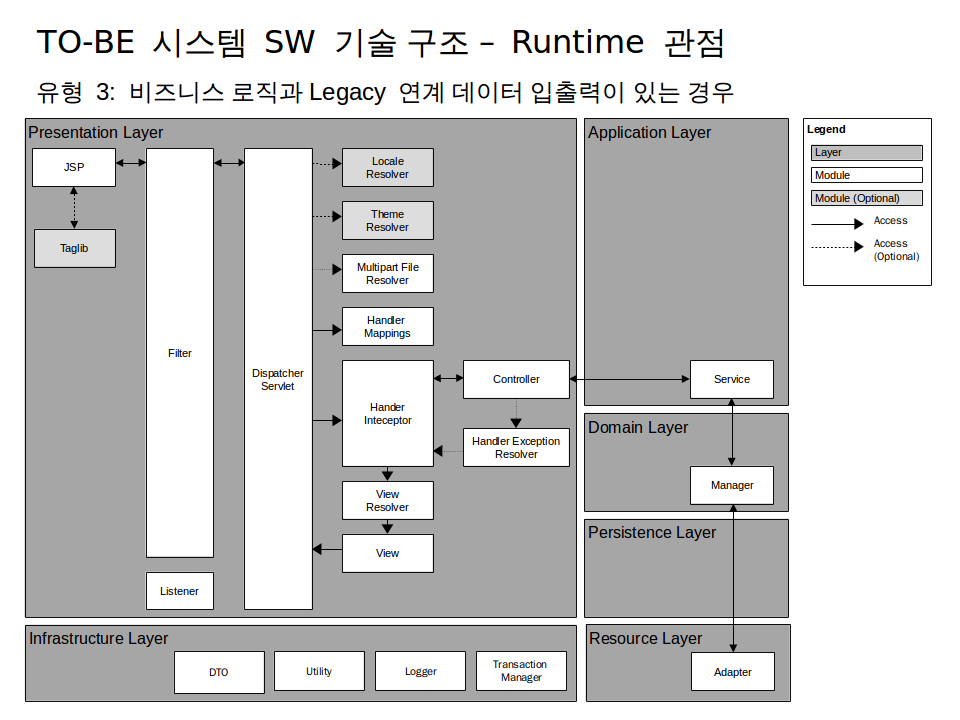 TO-BE 시스템 SW 기술 구조 – Runtime 관점
유형 3: 비즈니스 로직과 Legacy 연계 데이터 입출력이 있는 경우
Presentation Layer
JSP
Taglib
Filter
Listener
Dispatcher
Servlet
Locale
Resolver
Theme
Resolver
Multipart File
Resolver
Handler
Mappings
Hander
Inteceptor
Controller
Handler Exception
Resolver
View
Resolver
View
Application Layer
Service
Domain Layer
Manager
Persistence Layer
Infrastructure Layer
DTO
Utility
Logger
Transaction
Manager
Resource Layer
Adapter
Legend
Layer
Module
Module (Optional)
Access
Access
(Optional)